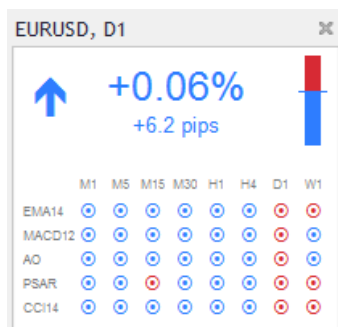 EURUSD, D1
+0.06%
+6.2 pips
M1 M5 M15 M30 H1 H4 D1 W1
EMA14
MACD12
AO
PSAR
CCI14